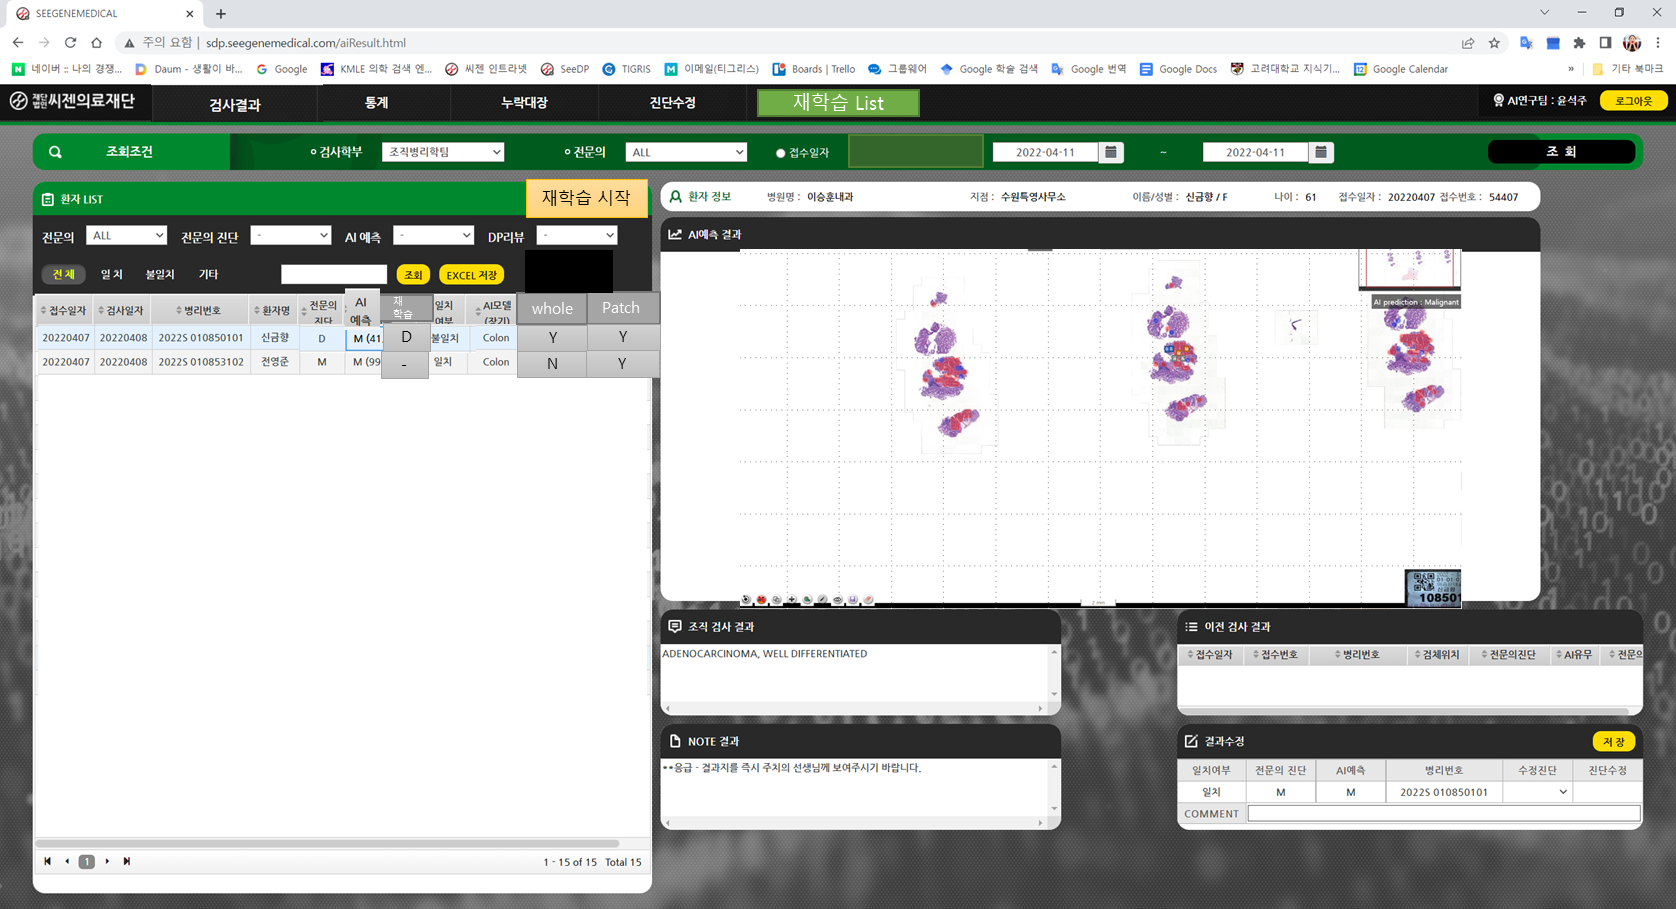 SEEGENEMEDICAL
주의 요함 | sdp.seegenemedical.com/aiResult.html
네이버 :: 나의 경쟁... Daum - 생활이 바... Google KMLE 의학 검색 엔... 씨젠 인트라넷 SeeDP TIGRIS 이메일(티그리스) Boards | Trello 그룹웨어 Google 학술 검색 Google 번역 Google Docs 고려대학교 지식기... Google Calendar » 기타 북마크
재단법인 씨젠의료재단 검사결과 통계 누락대장 진단수정 재학습 List AI연구팀 : 윤석주 로그아웃
조회조건 검사학부 조직병리학팀 전문의 ALL 접수일자 2022-04-11 ~ 2022-04-11 조 회
환자 LIST 재학습 시작
환자 정보 병원명 : 이승훈내과 지점 : 수원특영사무소 이름/성별 : 신금향 / F 나이 : 61 접수일자 : 20220407 접수번호 : 54407
전문의 ALL 전문의 진단 - AI 예측 - DP리뷰 -
전 체 일 치 불일치 기타 조회 EXCEL 저장
접수일자 검사일자 병리번호 환자명 전문의 진단 AI 예측 재학습 일치 여부 AI모델 (장기) whole Patch
20220407 20220408 2022S 010850101 신금향 D M (41. D 불일치 Colon Y Y
20220407 20220408 2022S 010853102 전영준 M M (99 - 일치 Colon N Y
1
1 - 15 of 15 Total 15
AI예측 결과
AI prediction : Malignant
108501
조직 검사 결과
ADENOCARCINOMA, WELL DIFFERENTIATED
NOTE 결과
**응급 - 결과지를 즉시 주치의 선생님께 보여주시기 바랍니다.
이전 검사 결과
접수일자 접수번호 병리번호 검체위치 전문의진단 AI유무 전문의
결과수정 저 장
일치여부 전문의 진단 AI예측 병리번호 수정진단 진단수정
일치 M M 2022S 010850101
COMMENT